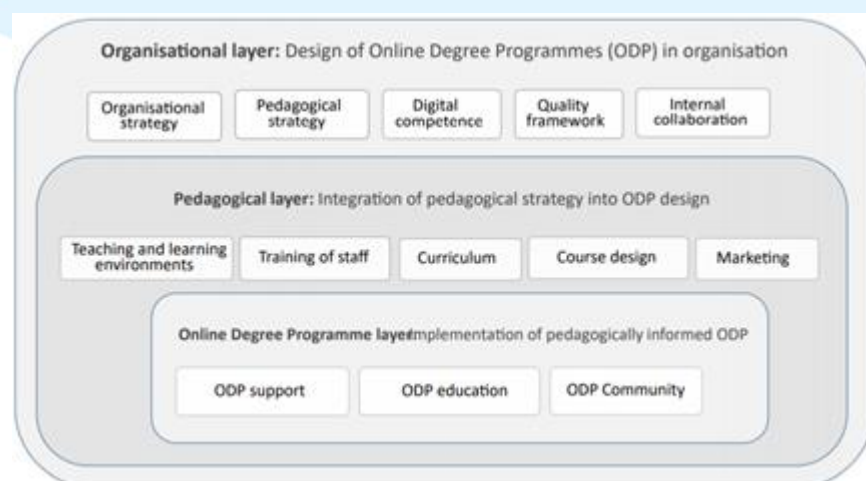 Organisational layer: Design of Online Degree Programmes (ODP) in organisation
Organisational
strategy
Pedagogical
strategy
Digital
competence
Quality
framework
Internal
collaboration
Pedagogical layer: Integration of pedagogical strategy into ODP design
Teaching and learning
environments
Training of staff
Curriculum
Course design
Marketing
Online Degree Programme layer: Implementation of pedagogically informed ODP
ODP support
ODP education
ODP Community